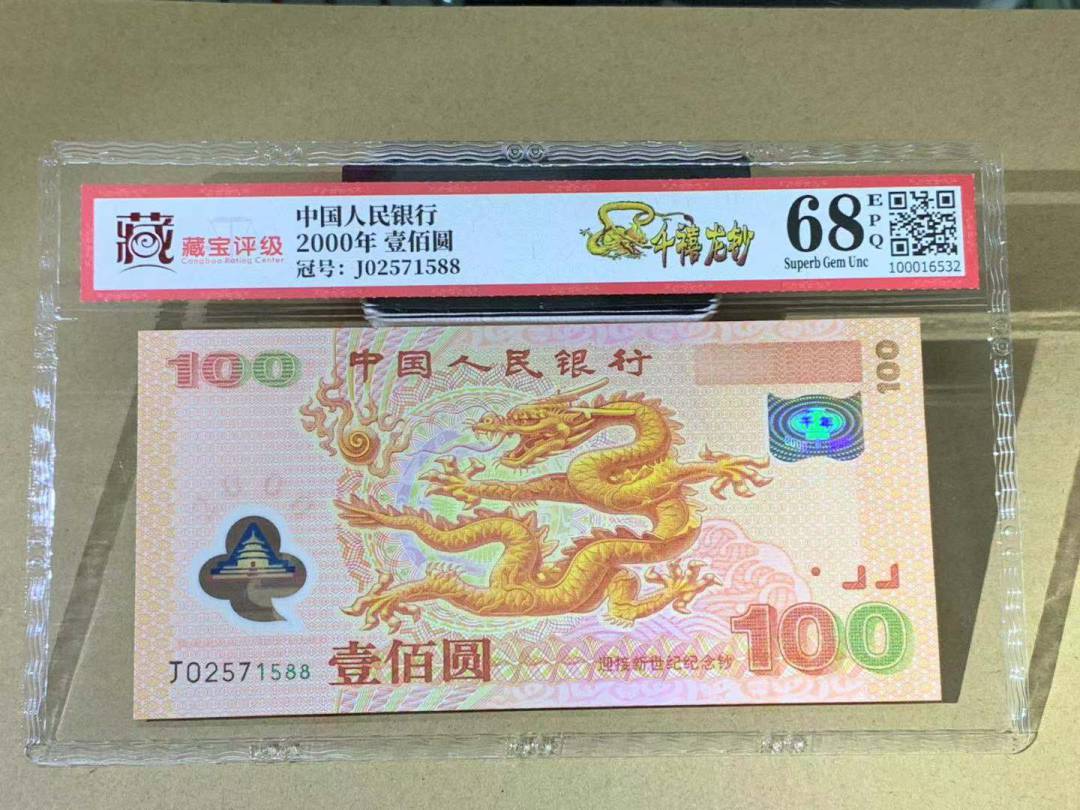 藏
藏宝评级
Cangbao Rating Center
中国人民银行
2000年 壹佰圆
冠号：J02571588
千禧龙钞
68
EPQ
Superb Gem Unc
100016532
100
中国人民银行
100
千年
J02571588
壹佰圆
迎接新世纪纪念钞
100